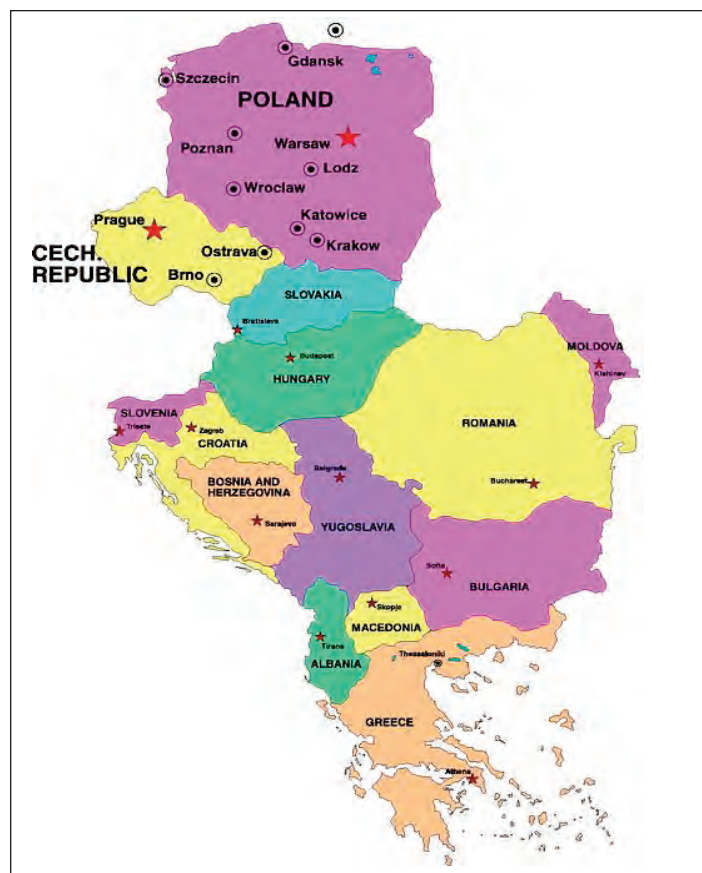 Gdansk
Szczecin
POLAND
Poznan
Warsaw
Lodz
Wroclaw
Katowice
Krakow
Prague
CECH.
REPUBLIC
Ostrava
Brno
SLOVAKIA
Bratislava
Budapest
HUNGARY
MOLDOVA
Kishinev
SLOVENIA
Trieste
Zagreb
CROATIA
ROMANIA
Bucharest
BOSNIA AND
HERZEGOVINA
Sarajevo
Belgrade
YUGOSLAVIA
Sofia
BULGARIA
Skopje
MACEDONIA
Tirane
ALBANIA
Thessaloniki
GREECE
Athens